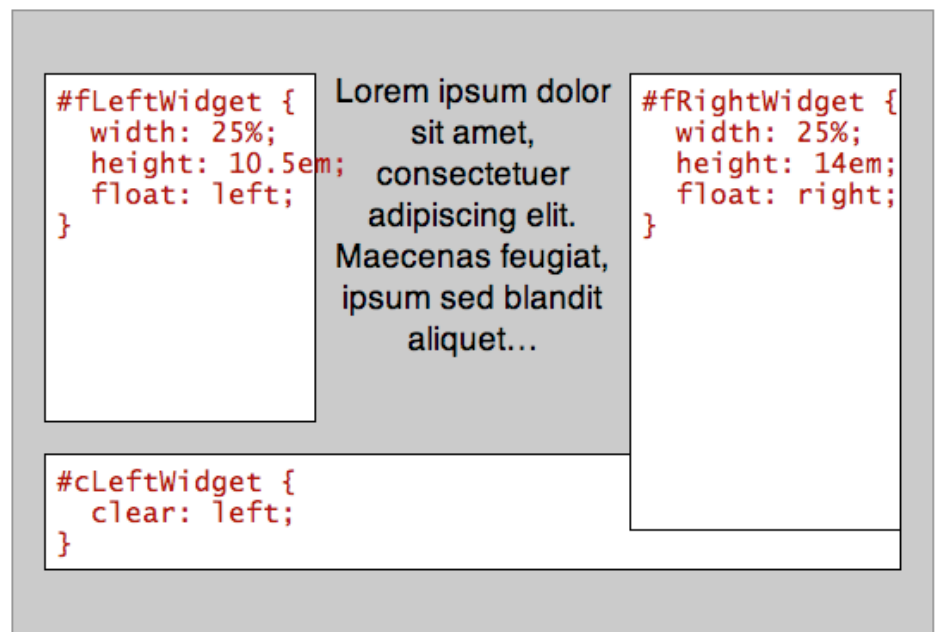 #fLeftWidget {
  width: 25%;
  height: 10.5em;
  float: left;
}
Lorem ipsum dolor
sit amet,
consectetuer
adipiscing elit.
Maecenas feugiat,
ipsum sed blandit
aliquet…
#fRightWidget {
  width: 25%;
  height: 14em;
  float: right;
}
#cLeftWidget {
  clear: left;
}